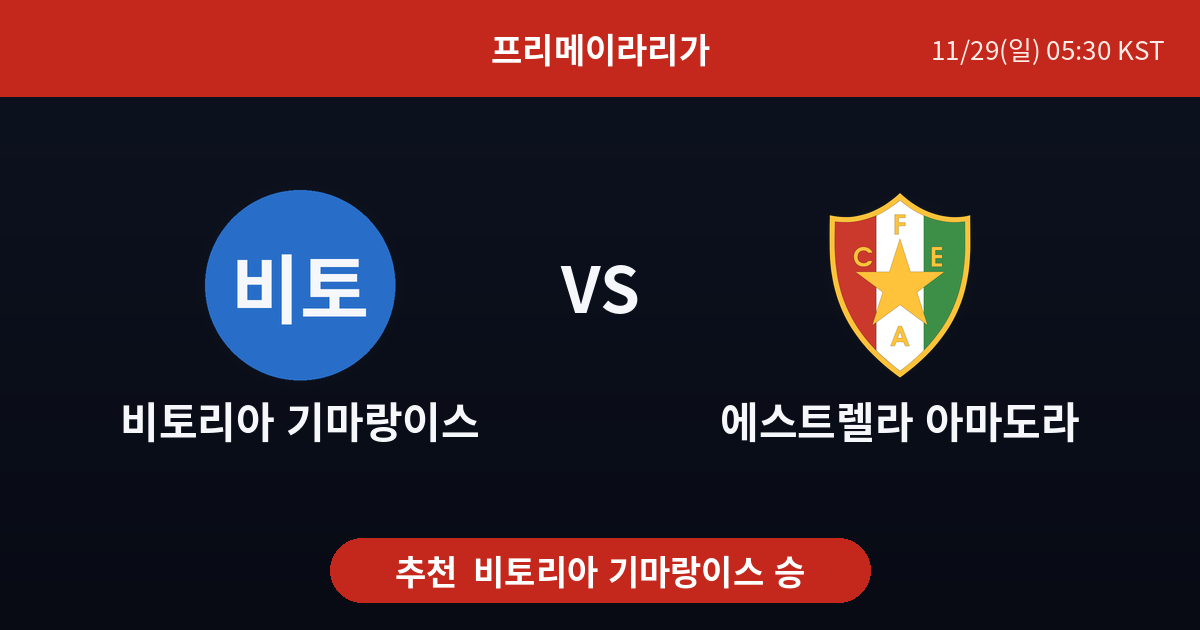 프리메이라리가
11/29(일) 05:30 KST
비토
VS
F
C E
A
비토리아 기마랑이스
에스트렐라 아마도라
추천 비토리아 기마랑이스 승